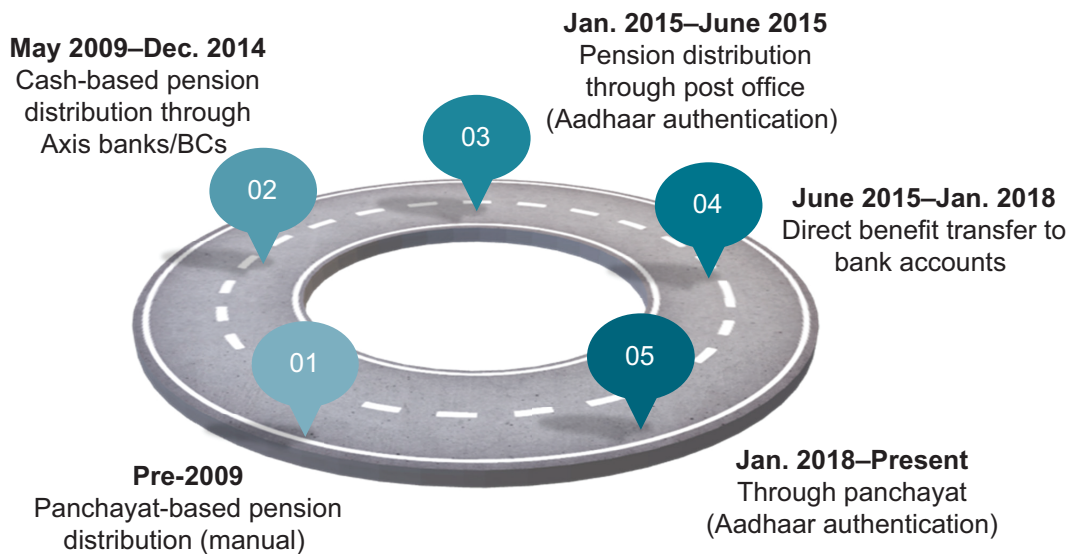 May 2009–Dec. 2014
Cash-based pension
distribution through
Axis banks/BCs
02
Jan. 2015–June 2015
Pension distribution
through post office
(Aadhaar authentication)
03
04
June 2015–Jan. 2018
Direct benefit transfer to
bank accounts
01
Pre-2009
Panchayat-based pension
distribution (manual)
05
Jan. 2018–Present
Through panchayat
(Aadhaar authentication)